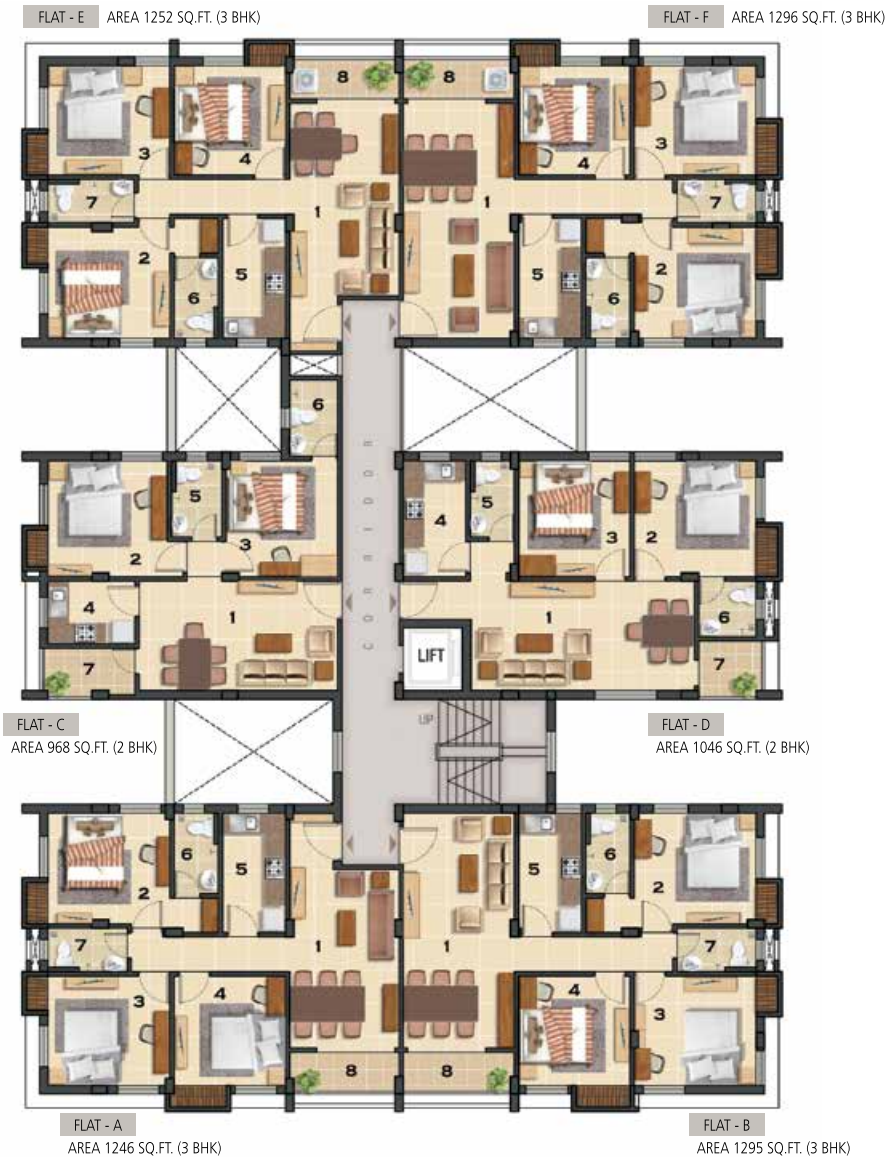 FLAT - E AREA 1252 SQ.FT. (3 BHK)
FLAT - F AREA 1296 SQ.FT. (3 BHK)
8 8
3 4 4 3
7 1 1 7
2 5 6 5 6 2
6
5 4 5
2 3 3 2
CORRIDOR
4 1 1 6
LIFT
7 7
FLAT - C
AREA 968 SQ.FT. (2 BHK)
UP
FLAT - D
AREA 1046 SQ.FT. (2 BHK)
6 5 5 6
2 2
7 1 1 7
3 4 4 3
8 8
FLAT - A
AREA 1246 SQ.FT. (3 BHK)
FLAT - B
AREA 1295 SQ.FT. (3 BHK)